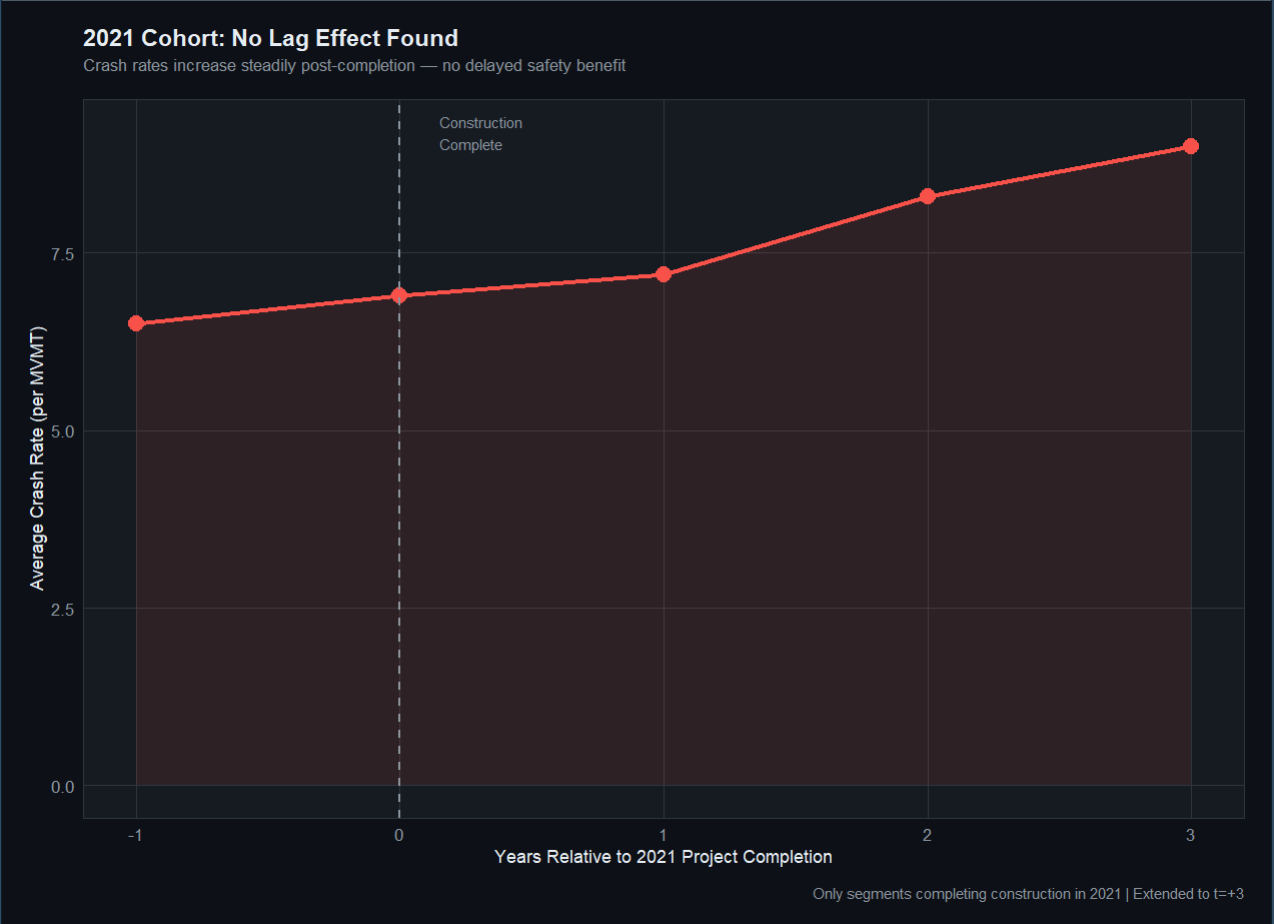 2021 Cohort: No Lag Effect Found
Crash rates increase steadily post-completion — no delayed safety benefit
Construction
Complete
Average Crash Rate (per MVMT)
7.5
5.0
2.5
0.0
-1 0 1 2 3
Years Relative to 2021 Project Completion
Only segments completing construction in 2021 | Extended to t=+3